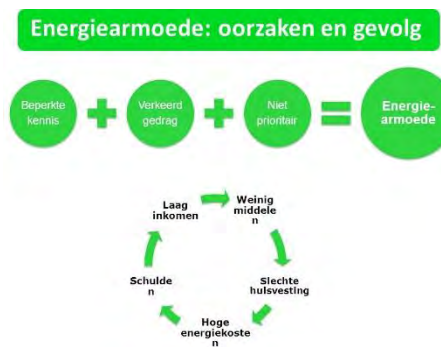 Energiearmoede: oorzaken en gevolg
Beperkte
kennis
Verkeerd
gedrag
Niet
prioritair
Energie-
armoede
Laag
inkomen
Weinig
middele
n
Slechte
huisvesting
Hoge
energiekoste
n
Schulde
n